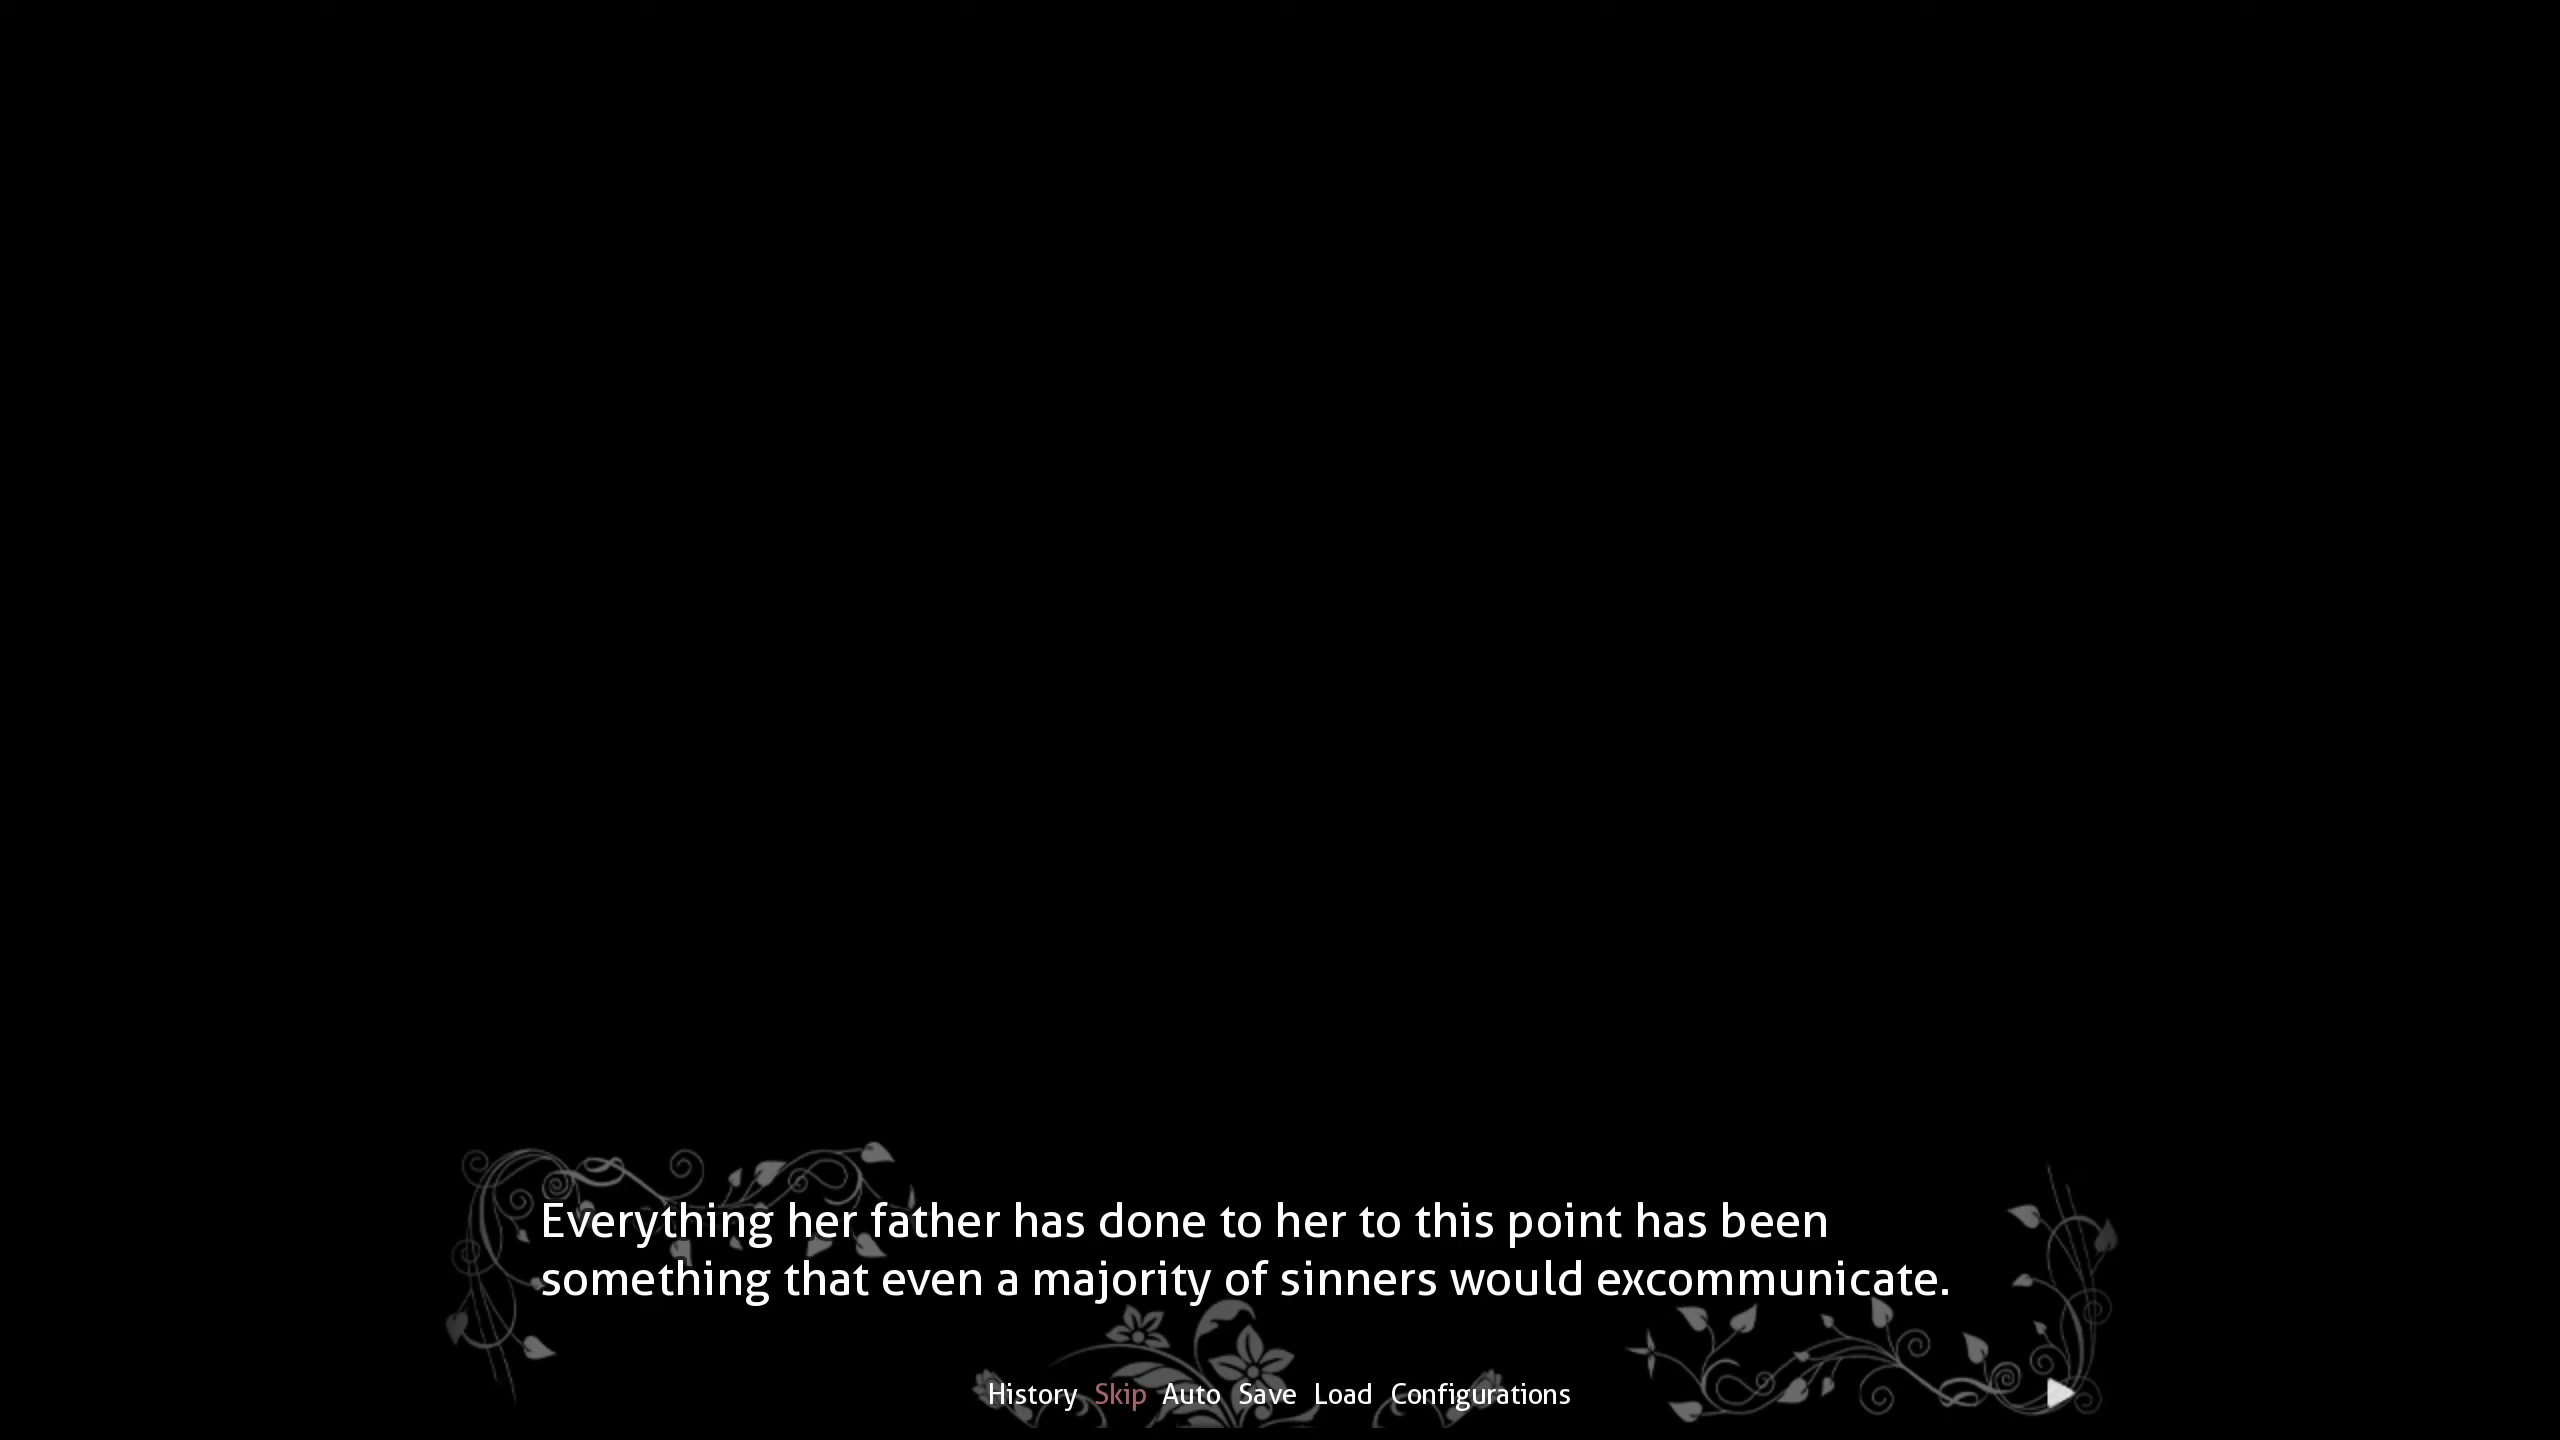 Everything her father has done to her to this point has been
something that even a majority of sinners would excommunicate.
History Skip Auto Save Load Configurations